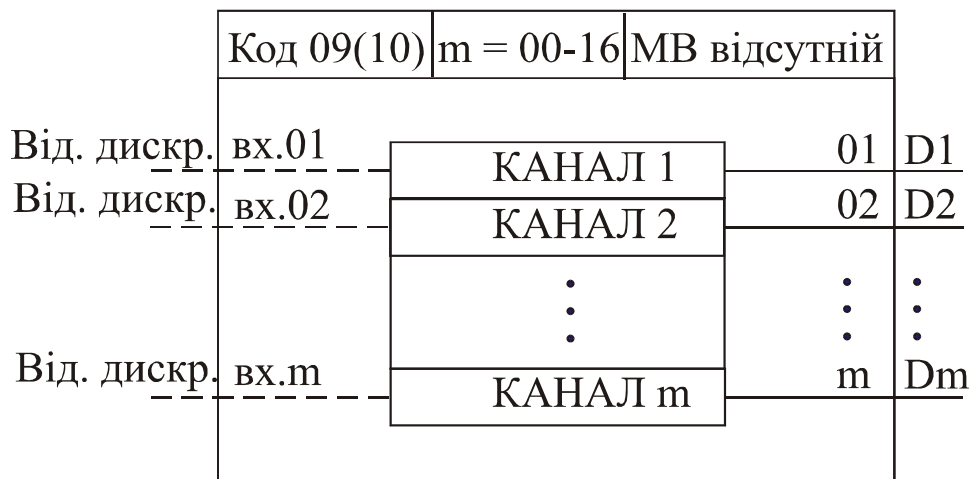 Код 09(10) m = 00-16 МВ відсутній
Від. дискр. вх.01 КАНАЛ 1 01 D1
Від. дискр. вх.02 КАНАЛ 2 02 D2
Від. дискр. вх.m КАНАЛ m m Dm